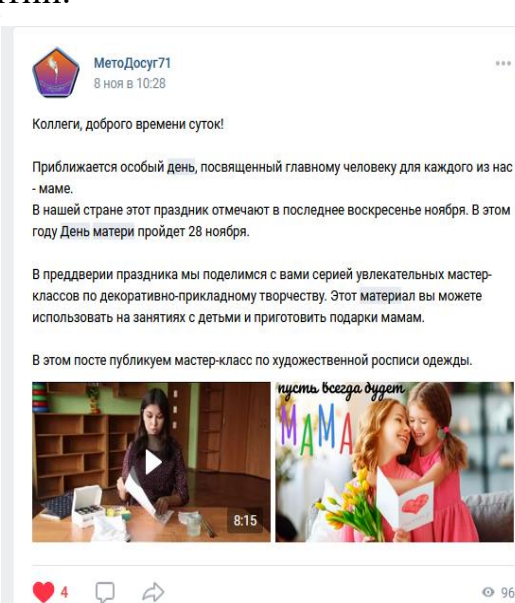 МетоДосуг71
8 ноя в 10:28
Коллеги, доброго времени суток!
Приближается особый день, посвященный главному человеку для каждого из нас
- маме.
В нашей стране этот праздник отмечают в последнее воскресенье ноября. В этом
году День матери пройдет 28 ноября.
В преддверии праздника мы поделимся с вами серией увлекательных мастер-
классов по декоративно-прикладному творчеству. Этот материал вы можете
использовать на занятиях с детьми и приготовить подарки мамам.
В этом посте публикуем мастер-класс по художественной росписи одежды.
пусть всегда будет
МАМА
8:15
4
96